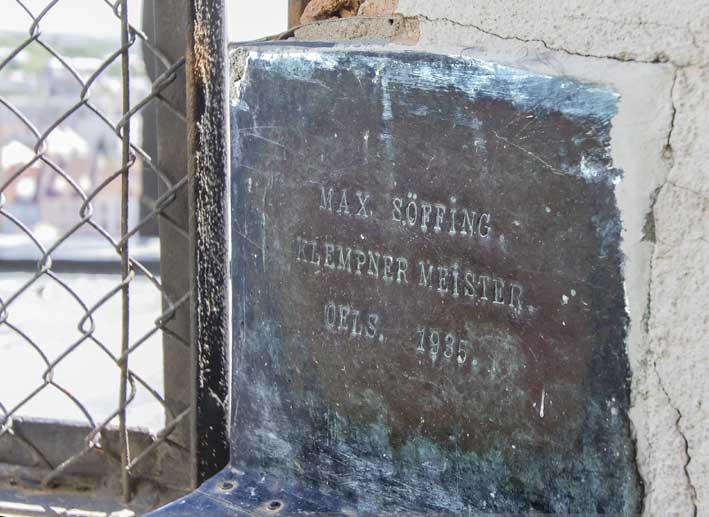 MAX. SÖFFING,
KLEMPNER MEISTER.
OELS. 1935.